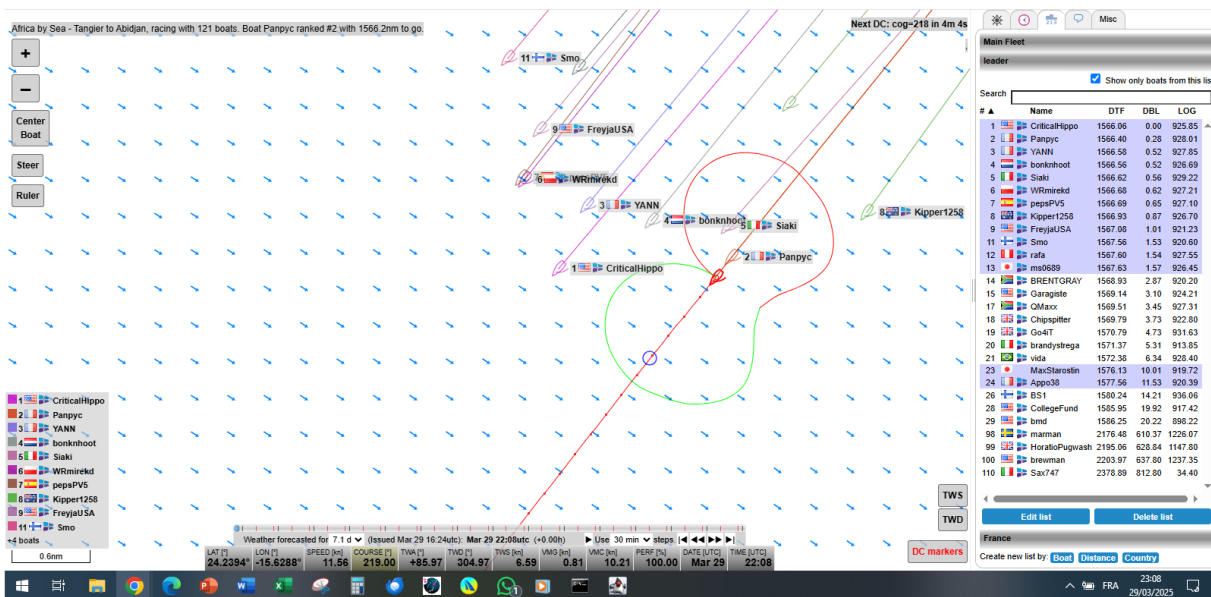 Africa by Sea - Tangier to Abidjan, racing with 121 boats. Boat Panpyc ranked #2 with 1566.2nm to go.
Next DC: cog=218 in 4m 4s
+
−
Center
Boat
Steer
Ruler
11 Smo
9 FreyjaUSA
6 WRmirekd
3 YANN
4 bonknhoot
5 Siaki
8 Kipper1258
2 Panpyc
1 CriticalHippo
1 CriticalHippo
2 Panpyc
3 YANN
4 bonknhoot
5 Siaki
6 WRmirekd
7 pepsPV5
8 Kipper1258
9 FreyjaUSA
11 Smo
+4 boats
0.6nm
TWS
TWD
DC markers
Weather forecasted for 7.1 d (Issued Mar 29 16:24utc): Mar 29 22:08utc (+0.00h) Use 30 min steps.
LAT [°] LON [°] SPEED [kn] COURSE [°] TWA [°] TWD [°] TWS [kn] VMG [kn] VMC [kn] PERF [%] DATE [UTC] TIME [UTC]
24.2394° -15.6288° 11.56 219.00 +85.97 304.97 6.59 0.81 10.21 100.00 Mar 29 22:08
Misc
Main Fleet
leader
Show only boats from this lis
Search
# ▲ Name DTF DBL LOG
1 CriticalHippo 1566.06 0.00 925.85
2 Panpyc 1566.40 0.28 928.01
3 YANN 1566.58 0.52 927.85
4 bonknhoot 1566.56 0.52 926.69
5 Siaki 1566.62 0.56 929.22
6 WRmirekd 1566.68 0.62 927.21
7 pepsPV5 1566.69 0.65 927.10
8 Kipper1258 1566.93 0.87 926.70
9 FreyjaUSA 1567.08 1.01 921.23
11 Smo 1567.56 1.53 920.60
12 rafa 1567.60 1.54 927.55
13 ms0689 1567.63 1.57 926.45
14 BRENTGRAY 1568.93 2.87 920.20
15 Garagiste 1569.14 3.10 924.21
17 QMaxx 1569.51 3.45 927.31
18 Chipspitter 1569.79 3.73 922.80
19 Go4iT 1570.79 4.73 931.63
20 brandystrega 1571.37 5.31 913.85
21 vida 1572.38 6.34 928.40
23 MaxStarostin 1576.13 10.01 919.72
24 Appo38 1577.56 11.53 920.39
26 BS1 1580.24 14.21 936.06
28 CollegeFund 1585.95 19.92 917.42
29 bmd 1586.25 20.22 898.22
98 marman 2176.48 610.37 1226.07
99 HoratioPugwash 2195.06 628.84 1147.80
100 brewman 2203.97 637.80 1237.35
110 Sax747 2378.89 812.80 34.40
Edit list Delete list
France
Create new list by: Boat Distance Country
FRA
23:08
29/03/2025